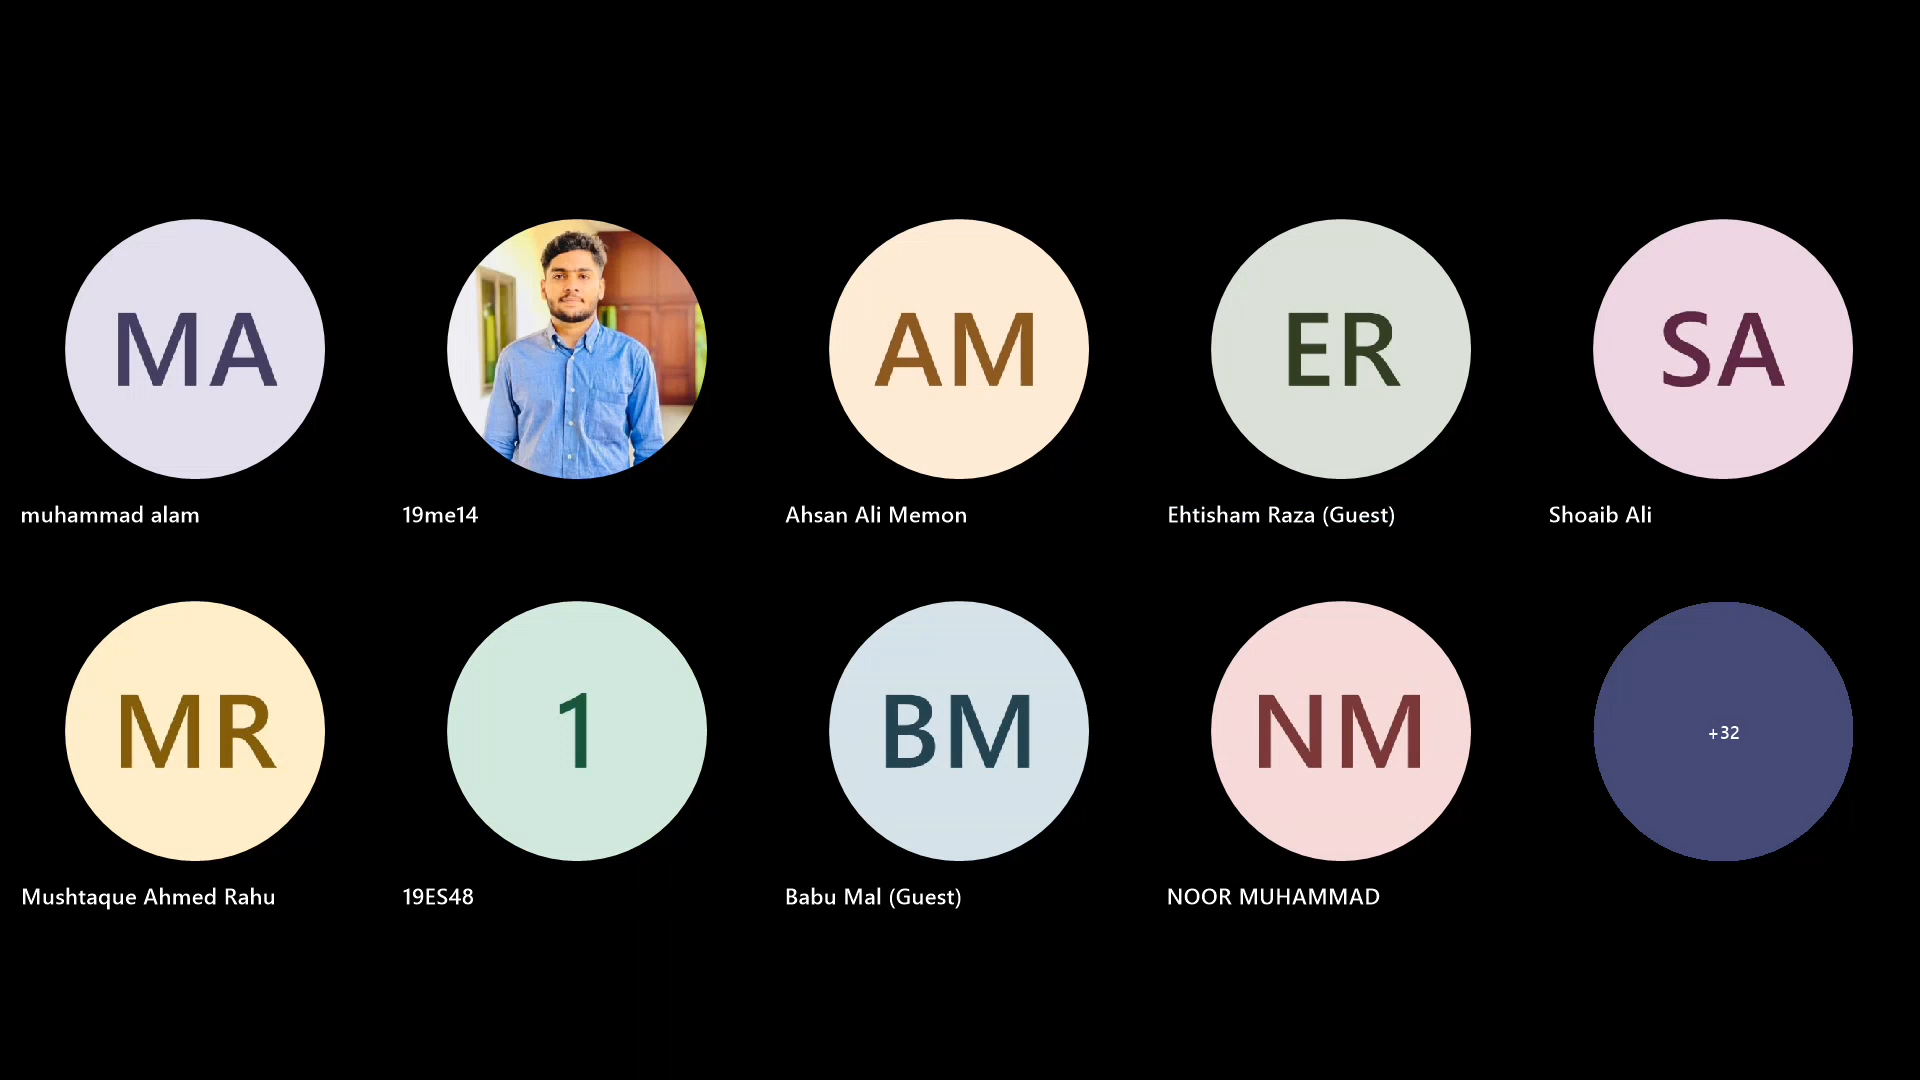 MA
muhammad alam
19me14
AM
Ahsan Ali Memon
ER
Ehtisham Raza (Guest)
SA
Shoaib Ali
MR
Mushtaque Ahmed Rahu
1
19ES48
BM
Babu Mal (Guest)
NM
NOOR MUHAMMAD
+32